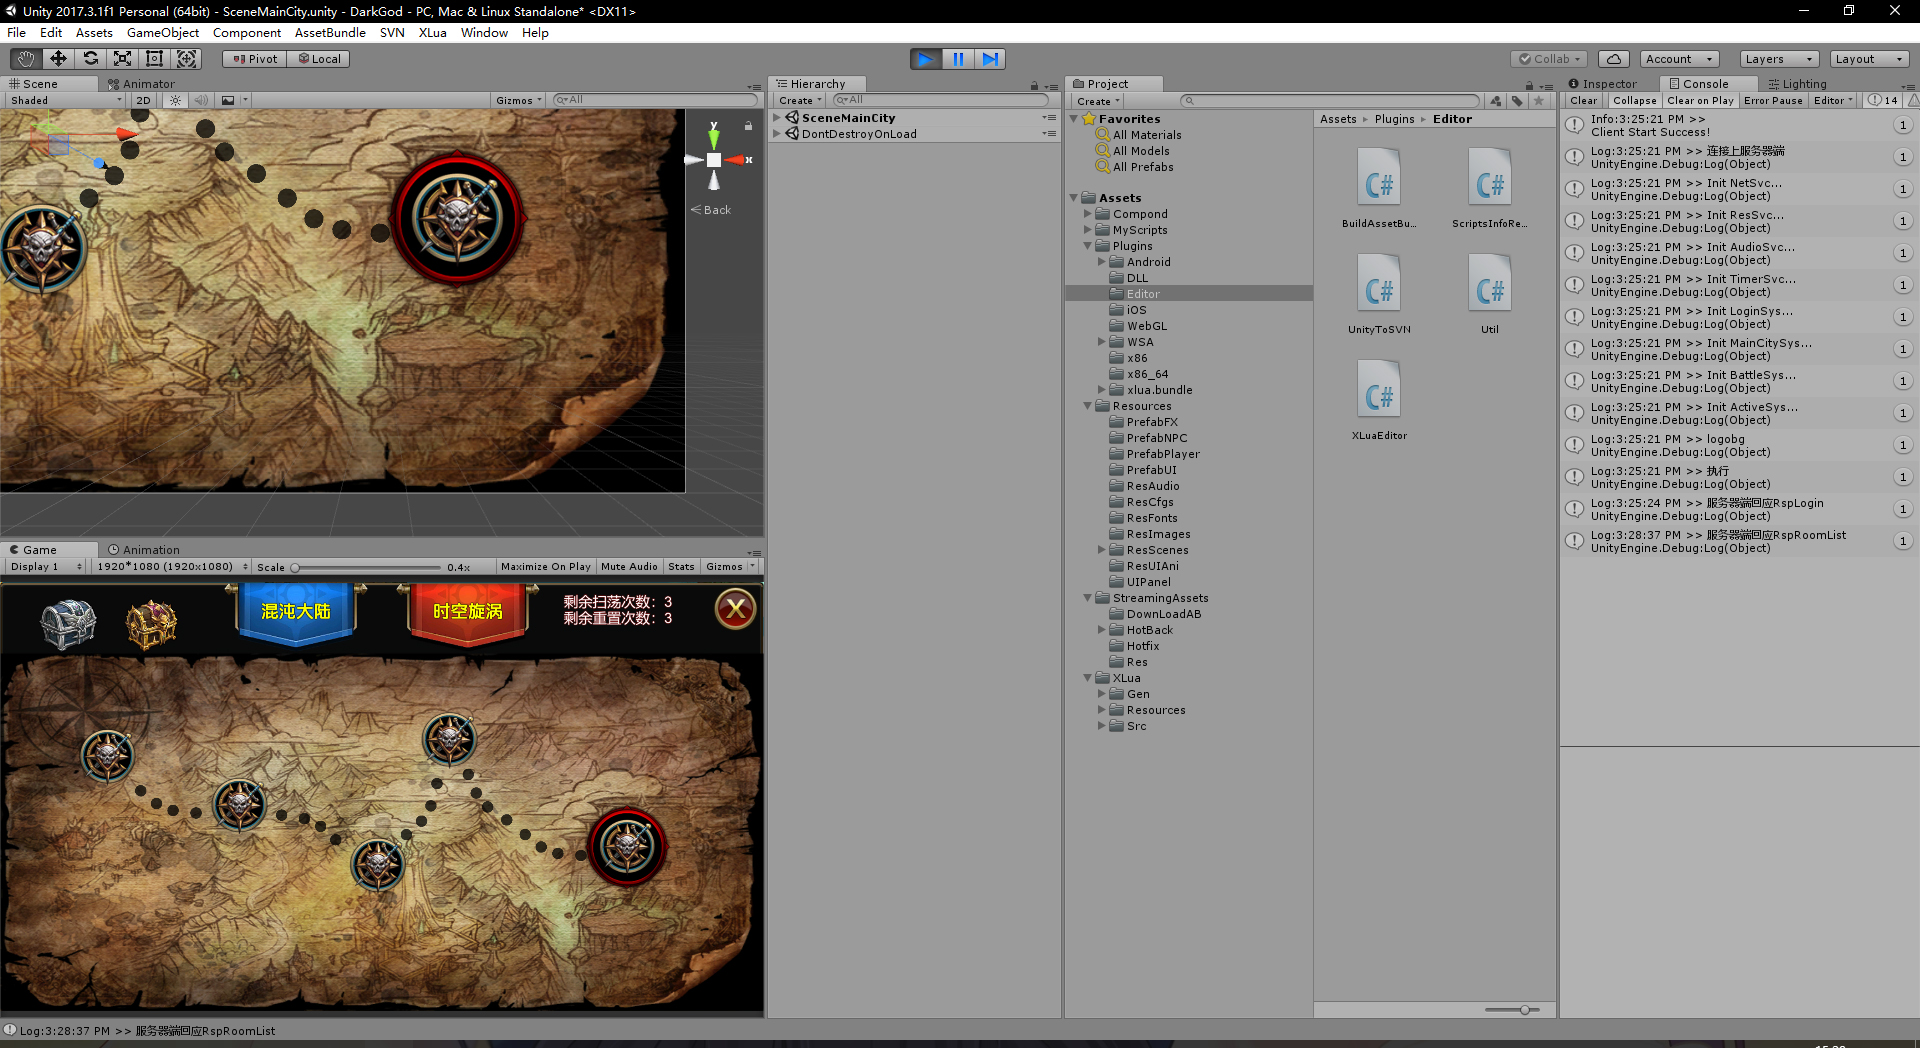 Unity 2017.3.1f1 Personal (64bit) - SceneMainCity.unity - DarkGod - PC, Mac & Linux Standalone* <DX11>
File Edit Assets GameObject Component AssetBundle SVN XLua Window Help
Pivot Local
Collab Account Layers Layout
Scene Animator
Shaded 2D Gizmos All
y
x
Back
Game Animation
Display 1 1920*1080 (1920x1080) Scale 0.4x Maximize On Play Mute Audio Stats Gizmos
混沌大陆
时空旋涡
剩余扫荡次数：3
剩余重置次数：3
X
Hierarchy
Create All
SceneMainCity
DontDestroyOnLoad
Project
Create
Favorites
All Materials
All Models
All Prefabs
Assets
Compond
MyScripts
Plugins
Android
DLL
Editor
iOS
WebGL
WSA
x86
x86_64
xlua.bundle
Resources
PrefabFX
PrefabNPC
PrefabPlayer
PrefabUI
ResAudio
ResCfgs
ResFonts
ResImages
ResScenes
ResUIAni
UIPanel
StreamingAssets
DownLoadAB
HotBack
Hotfix
Res
XLua
Gen
Resources
Src
Assets Plugins Editor
C# C#
BuildAssetBu... ScriptsInfoRe...
C# C#
UnityToSVN Util
C#
XLuaEditor
Inspector Console Lighting
Clear Collapse Clear on Play Error Pause Editor 14
Info:3:25:21 PM >>
Client Start Success!
1
Log:3:25:21 PM >> 连接上服务器端
UnityEngine.Debug:Log(Object)
1
Log:3:25:21 PM >> Init NetSvc...
UnityEngine.Debug:Log(Object)
1
Log:3:25:21 PM >> Init ResSvc...
UnityEngine.Debug:Log(Object)
1
Log:3:25:21 PM >> Init AudioSvc...
UnityEngine.Debug:Log(Object)
1
Log:3:25:21 PM >> Init TimerSvc...
UnityEngine.Debug:Log(Object)
1
Log:3:25:21 PM >> Init LoginSys...
UnityEngine.Debug:Log(Object)
1
Log:3:25:21 PM >> Init MainCitySys...
UnityEngine.Debug:Log(Object)
1
Log:3:25:21 PM >> Init BattleSys...
UnityEngine.Debug:Log(Object)
1
Log:3:25:21 PM >> Init ActiveSys...
UnityEngine.Debug:Log(Object)
1
Log:3:25:21 PM >> logobg
UnityEngine.Debug:Log(Object)
1
Log:3:25:21 PM >> 执行
UnityEngine.Debug:Log(Object)
1
Log:3:25:24 PM >> 服务器端回应RspLogin
UnityEngine.Debug:Log(Object)
1
Log:3:28:37 PM >> 服务器端回应RspRoomList
UnityEngine.Debug:Log(Object)
1
Log:3:28:37 PM >> 服务器端回应RspRoomList